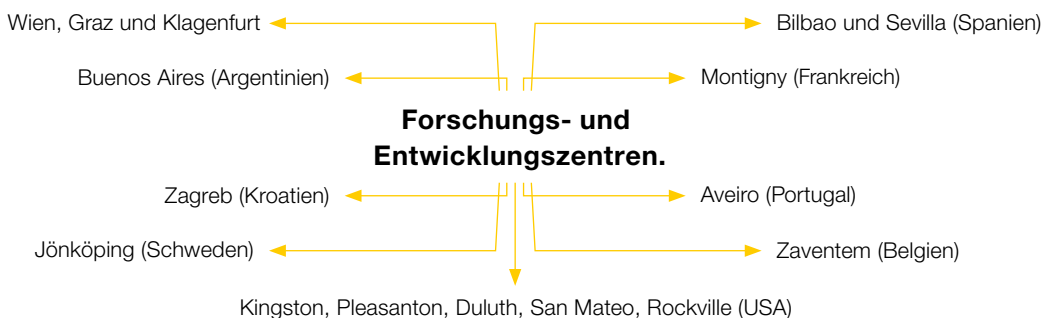 Wien, Graz und Klagenfurt
Bilbao und Sevilla (Spanien)
Buenos Aires (Argentinien)
Montigny (Frankreich)
Forschungs- und
Entwicklungszentren.
Zagreb (Kroatien)
Aveiro (Portugal)
Jönköping (Schweden)
Zaventem (Belgien)
Kingston, Pleasanton, Duluth, San Mateo, Rockville (USA)